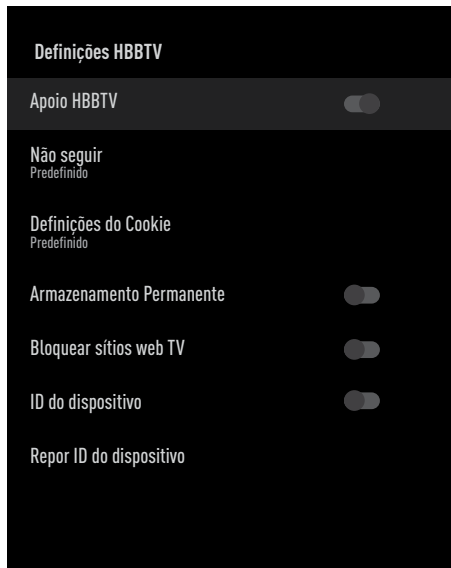 Definições HBBTV
Apoio HBBTV
Não seguir
Predefinido
Definições do Cookie
Predefinido
Armazenamento Permanente
Bloquear sítios web TV
ID do dispositivo
Repor ID do dispositivo